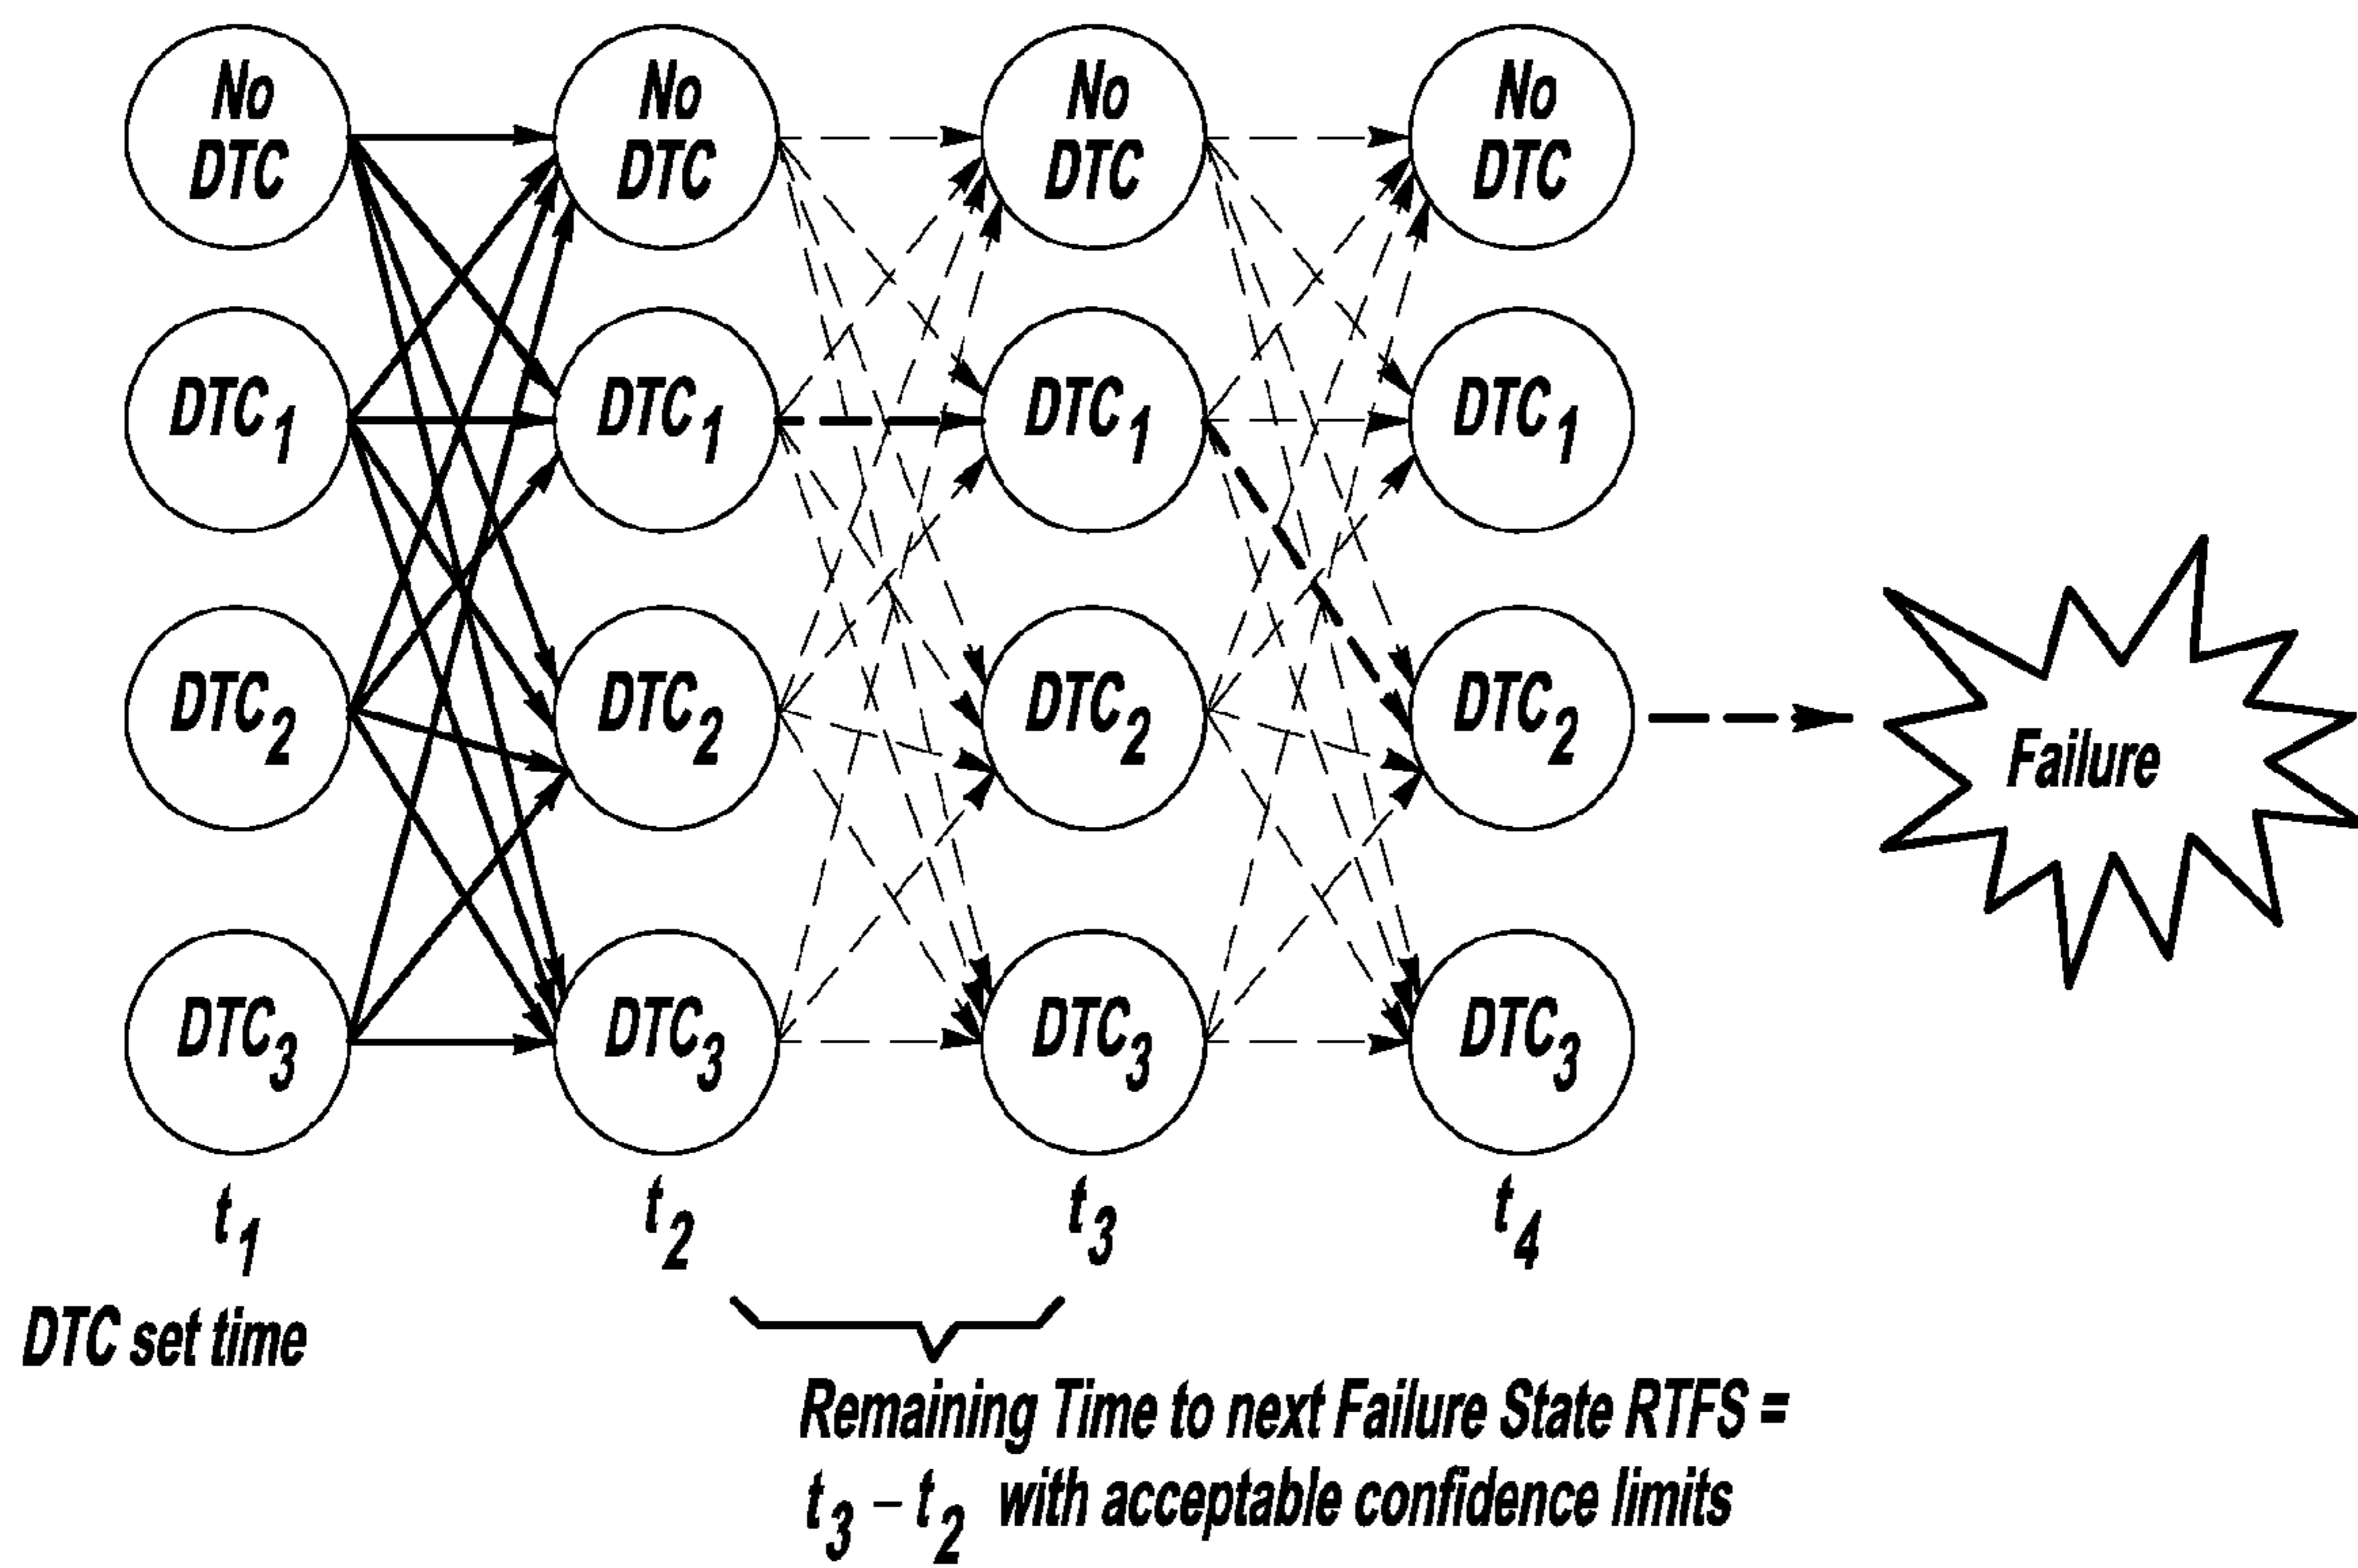 No
DTC
No
DTC
No
DTC
No
DTC
DTC1
DTC1
DTC1
DTC1
DTC2
DTC2
DTC2
DTC2
Failure
DTC3
DTC3
DTC3
DTC3
t1
t2
t3
t4
DTC set time
Remaining Time to next Failure State RTFS =
t3 – t2 with acceptable confidence limits